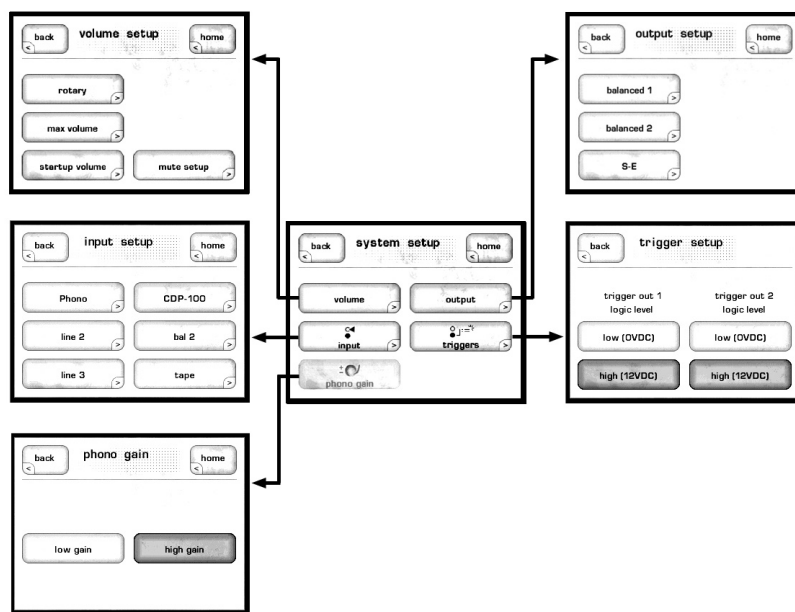 back volume setup home
rotary
max volume
startup volume mute setup
back output setup home
balanced 1
balanced 2
S-E
back input setup home
Phono CDP-100
line 2 bal 2
line 3 tape
back system setup home
volume output
input triggers
phono gain
back trigger setup
trigger out 1 trigger out 2
logic level logic level
low (0VDC) low (0VDC)
high (12VDC) high (12VDC)
back phono gain home
low gain high gain